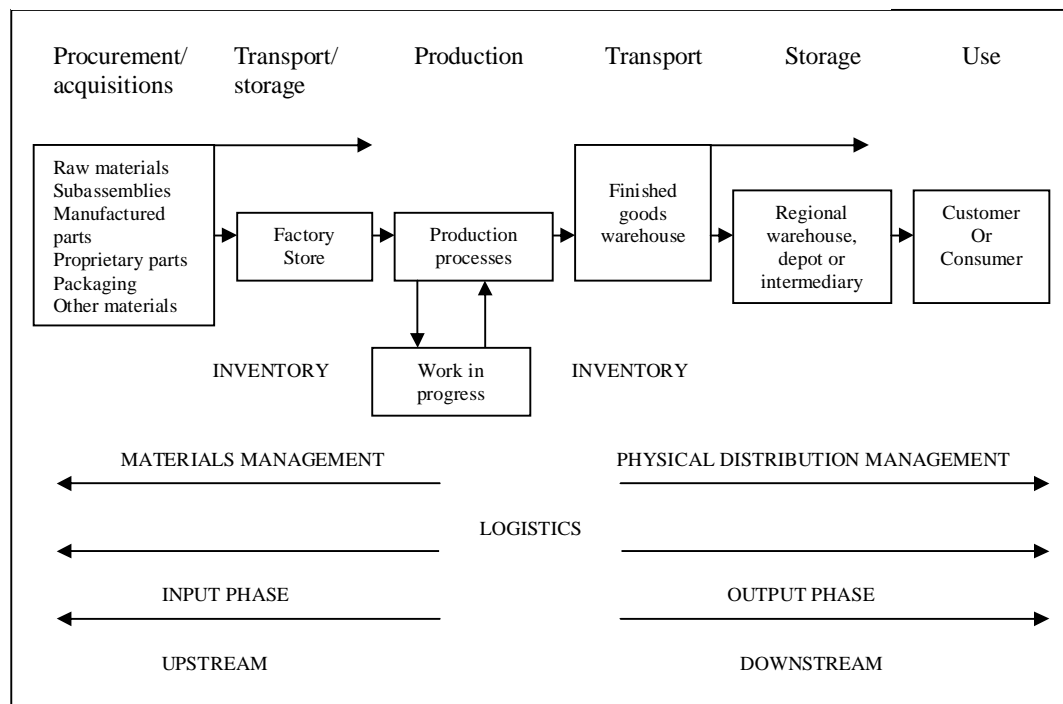 Procurement/
acquisitions
Transport/
storage
Production
Transport
Storage
Use
Raw materials
Subassemblies
Manufactured
parts
Proprietary parts
Packaging
Other materials
Factory
Store
Production
processes
Finished
goods
warehouse
Regional
warehouse,
depot or
intermediary
Customer
Or
Consumer
INVENTORY
Work in
progress
INVENTORY
MATERIALS MANAGEMENT
PHYSICAL DISTRIBUTION MANAGEMENT
LOGISTICS
INPUT PHASE
OUTPUT PHASE
UPSTREAM
DOWNSTREAM